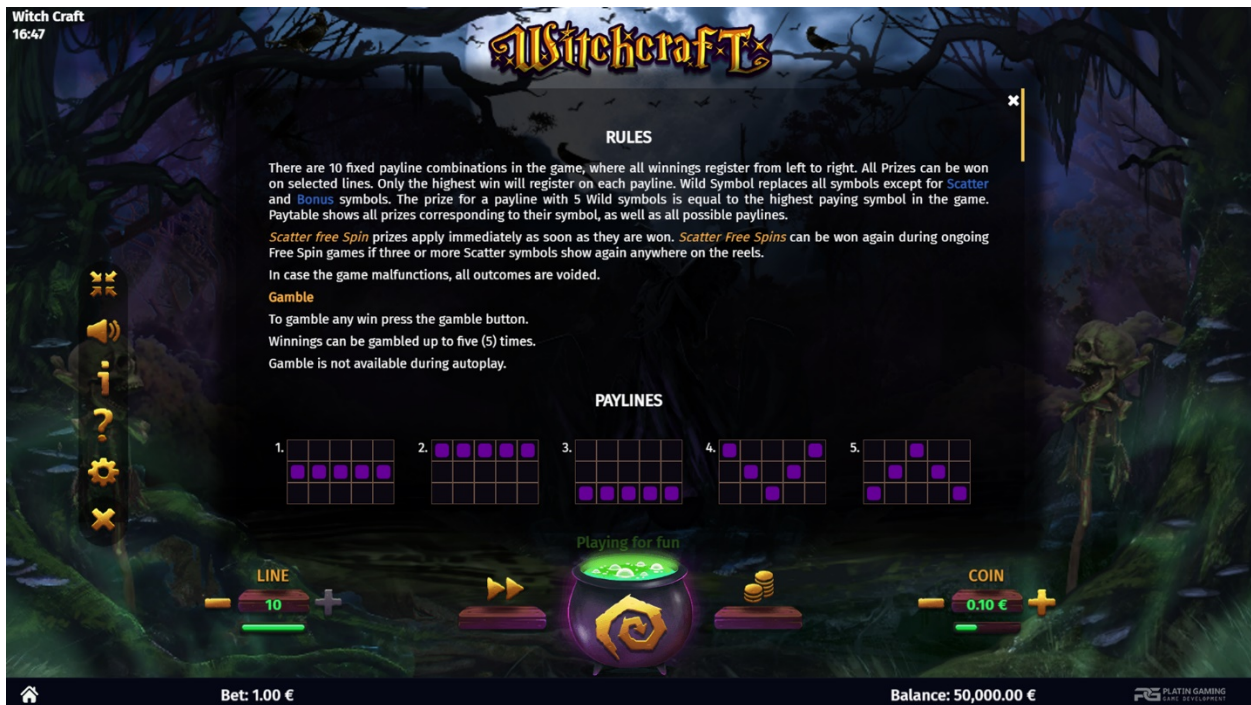 Witch Craft
16:47
Witchcraft
RULES
There are 10 fixed payline combinations in the game, where all winnings register from left to right. All Prizes can be won
on selected lines. Only the highest win will register on each payline. Wild Symbol replaces all symbols except for Scatter
and Bonus symbols. The prize for a payline with 5 Wild symbols is equal to the highest paying symbol in the game.
Paytable shows all prizes corresponding to their symbol, as well as all possible paylines.
Scatter free Spin prizes apply immediately as soon as they are won. Scatter Free Spins can be won again during ongoing
Free Spin games if three or more Scatter symbols show again anywhere on the reels.
In case the game malfunctions, all outcomes are voided.
Gamble
To gamble any win press the gamble button.
Winnings can be gambled up to five (5) times.
Gamble is not available during autoplay.
PAYLINES
1. 2. 3. 4. 5.
Playing for fun
LINE
10
COIN
0.10 €
Bet: 1.00 €
Balance: 50,000.00 €
PG PLATIN GAMING
GAME DEVELOPMENT